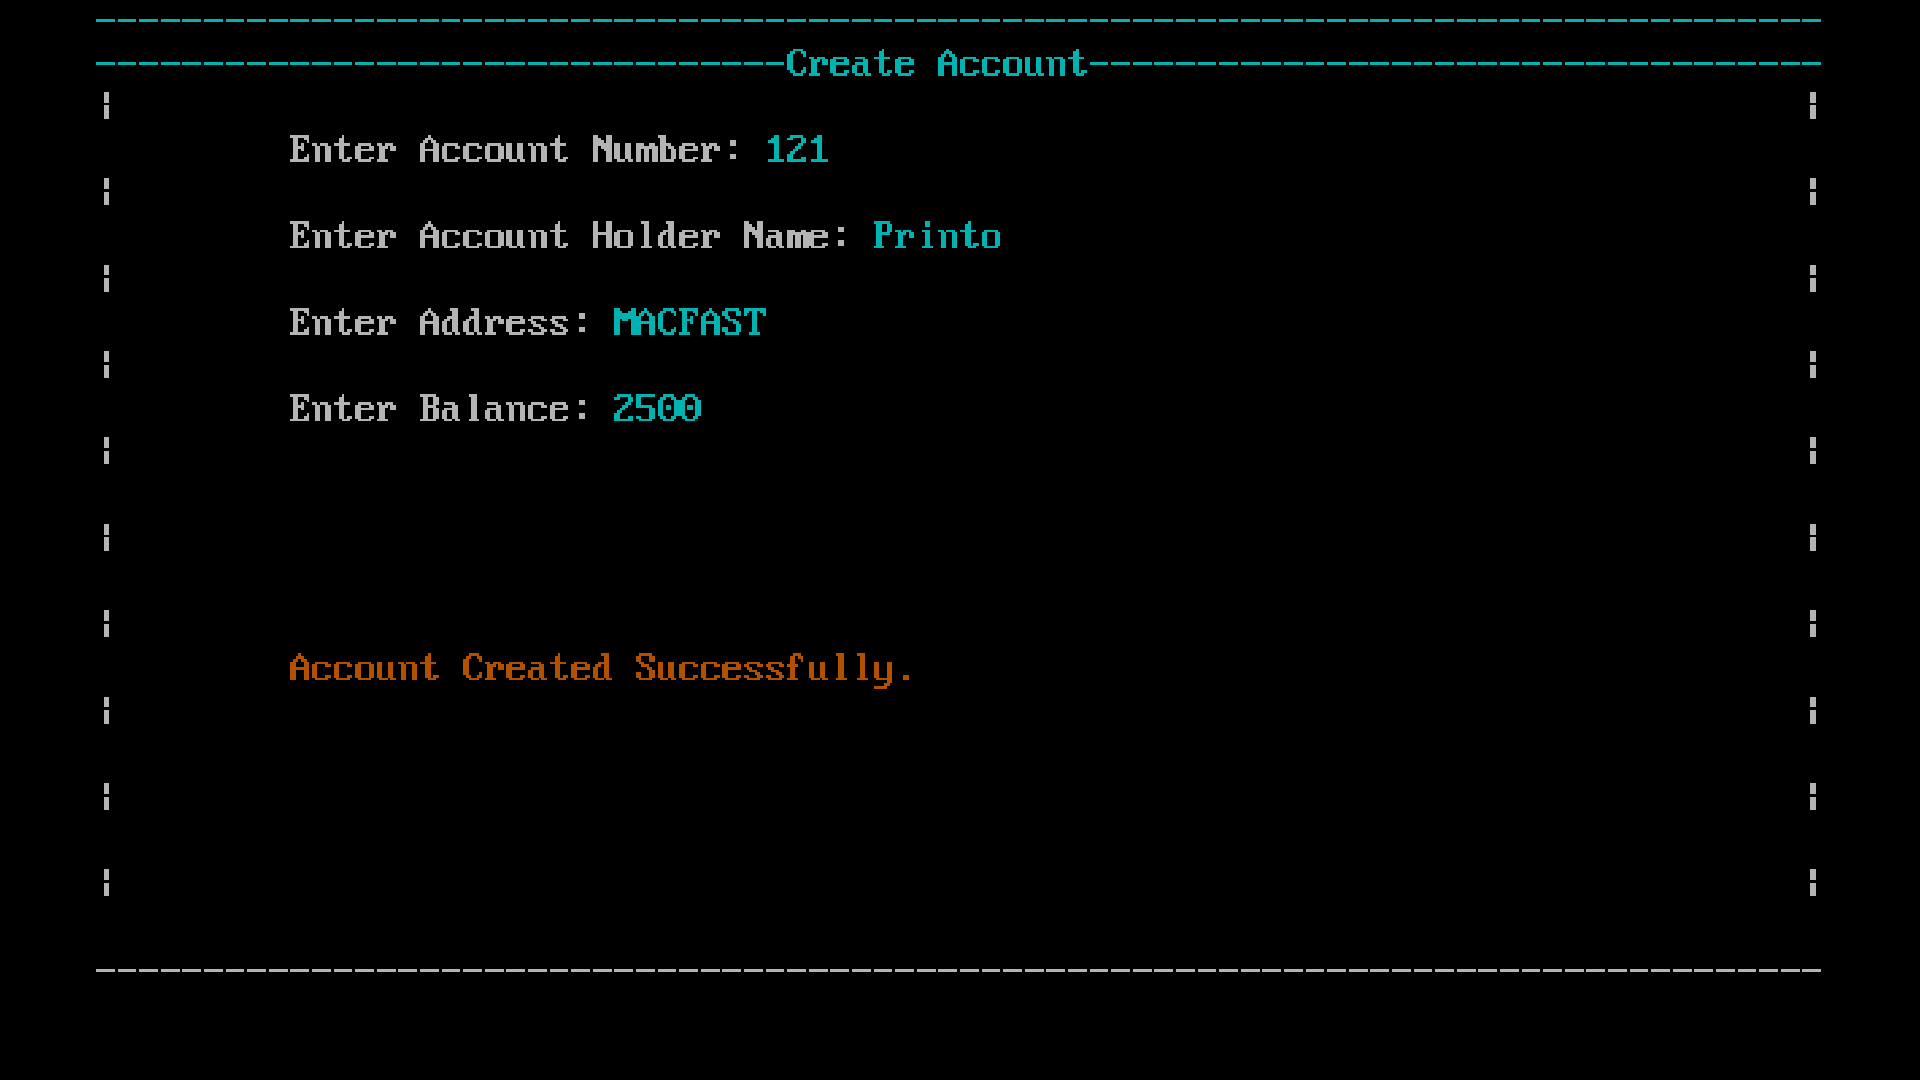 Create Account
Enter Account Number: 121
Enter Account Holder Name: Printo
Enter Address: MACFAST
Enter Balance: 2500
Account Created Successfully.